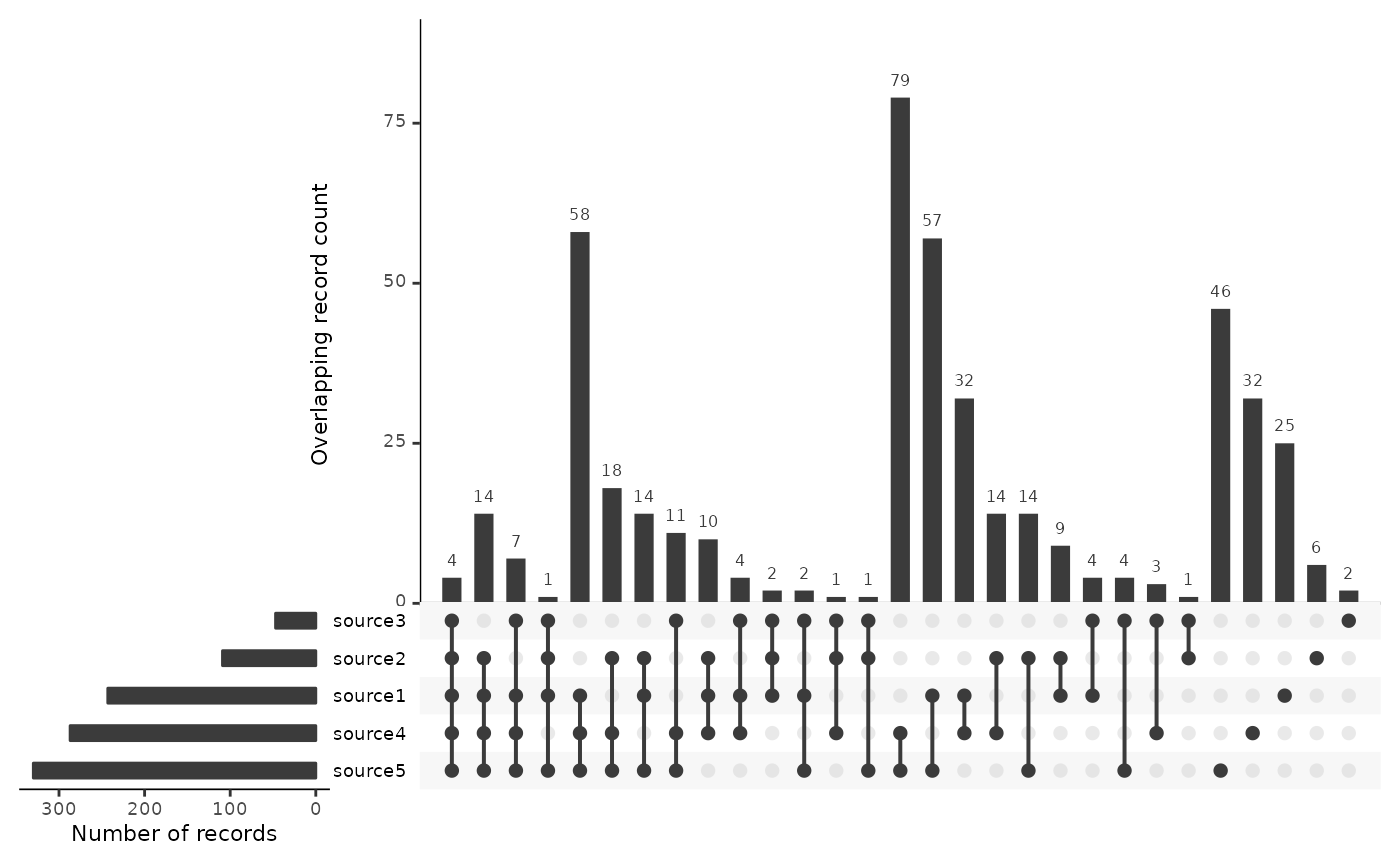 Overlapping record count
75
50
25
0
4 14 7 1 58 18 14 11 10 4 2 2 1 1 79 57 32 14 14 9 4 4 3 1 46 32 25 6 2
source3
source2
source1
source4
source5
300 200 100 0
Number of records